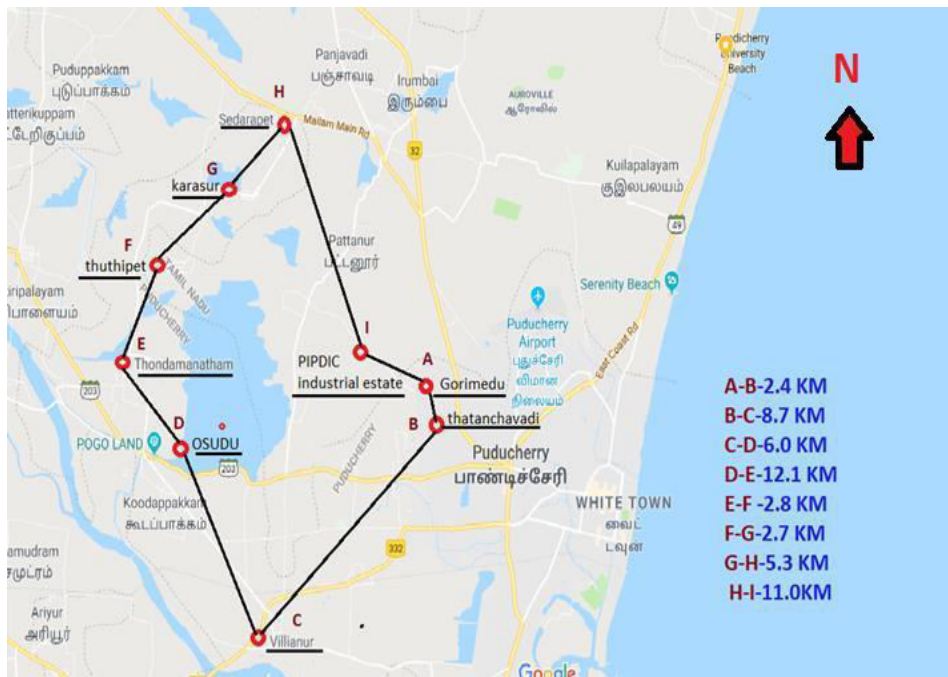 H
Panjavadi
பஞ்சாவடி
Pondicherry
University
Beach
N
Puduppakkam
புடுப்பாக்கம்
Irumbai
இரும்பை
AUROVILLE
ஆரோவில்
Sedarapet
Mailam Main Rd
32
G
karasur
Kuilapalayam
குஇலபலயம்
49
F
thuthipet
TAMIL NADU
PUDUCHERRY
Pattanur
பட்டனூர்
Serenity Beach
E
Thondamanatham
203
I
PIPDIC
industrial estate
A
Gorimedu
Puducherry
Airport
புதுச்சேரி
விமான
நிலையம்
East Coast Rd
B
thatanchavadi
D
OSUDU
POGO LAND
203
PUDUCHERRY
Puducherry
பாண்டிச்சேரி
Koodappakkam
கூடப்பாக்கம்
WHITE TOWN
வைட்
டவுன
332
Ariyur
அரியூர்
C
Villianur
Google
A-B-2.4 KM
B-C-8.7 KM
C-D-6.0 KM
D-E-12.1 KM
E-F -2.8 KM
F-G-2.7 KM
G-H-5.3 KM
H-I-11.0KM